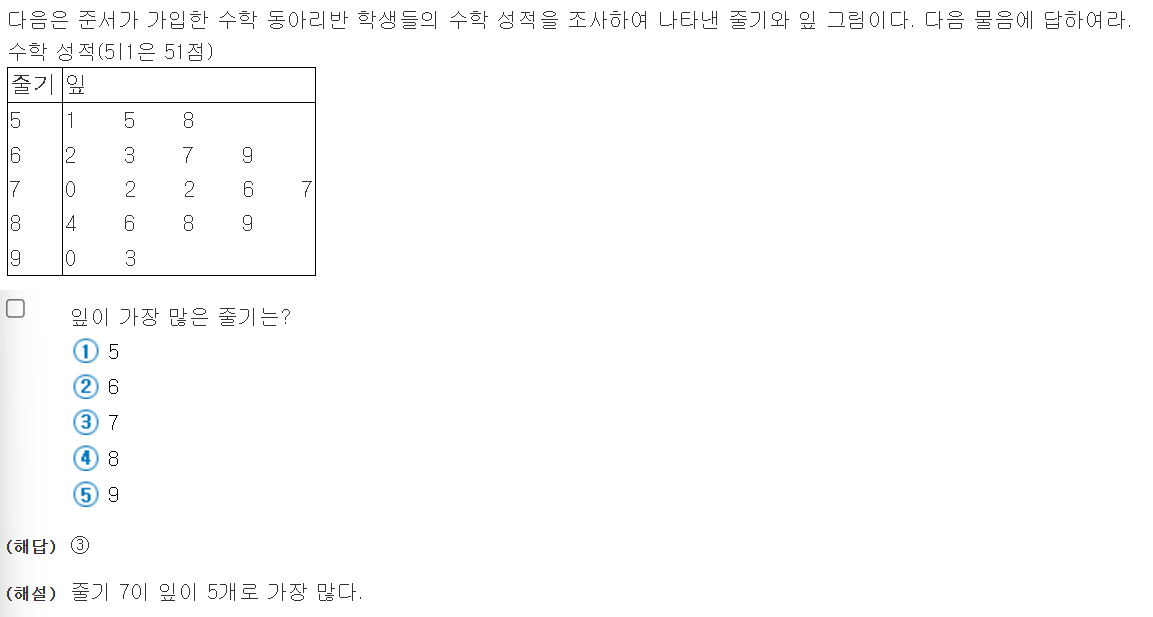 다음은 준서가 가입한 수학 동아리반 학생들의 수학 성적을 조사하여 나타낸 줄기와 잎 그림이다. 다음 물음에 답하여라.
수학 성적(5|1은 51점)
줄기 잎
5 1 5 8
6 2 3 7 9
7 0 2 2 6 7
8 4 6 8 9
9 0 3
잎이 가장 많은 줄기는?
① 5
② 6
③ 7
④ 8
⑤ 9
(해답) ③
(해설) 줄기 7이 잎이 5개로 가장 많다.